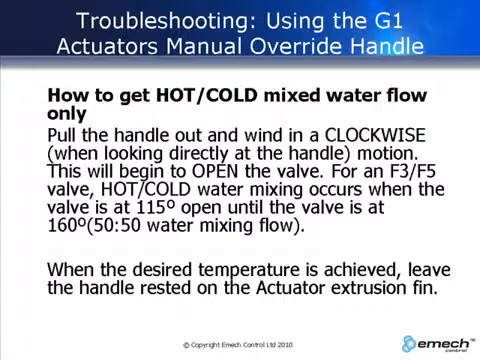 Troubleshooting: Using the G1
Actuators Manual Override Handle
How to get HOT/COLD mixed water flow
only
Pull the handle out and wind in a CLOCKWISE
(when looking directly at the handle) motion.
This will begin to OPEN the valve. For an F3/F5
valve, HOT/COLD water mixing occurs when the
valve is at 115º open until the valve is at
160º(50:50 water mixing flow).
When the desired temperature is achieved, leave
the handle rested on the Actuator extrusion fin.
© Copyright Emech Control Ltd 2010
emech™
control